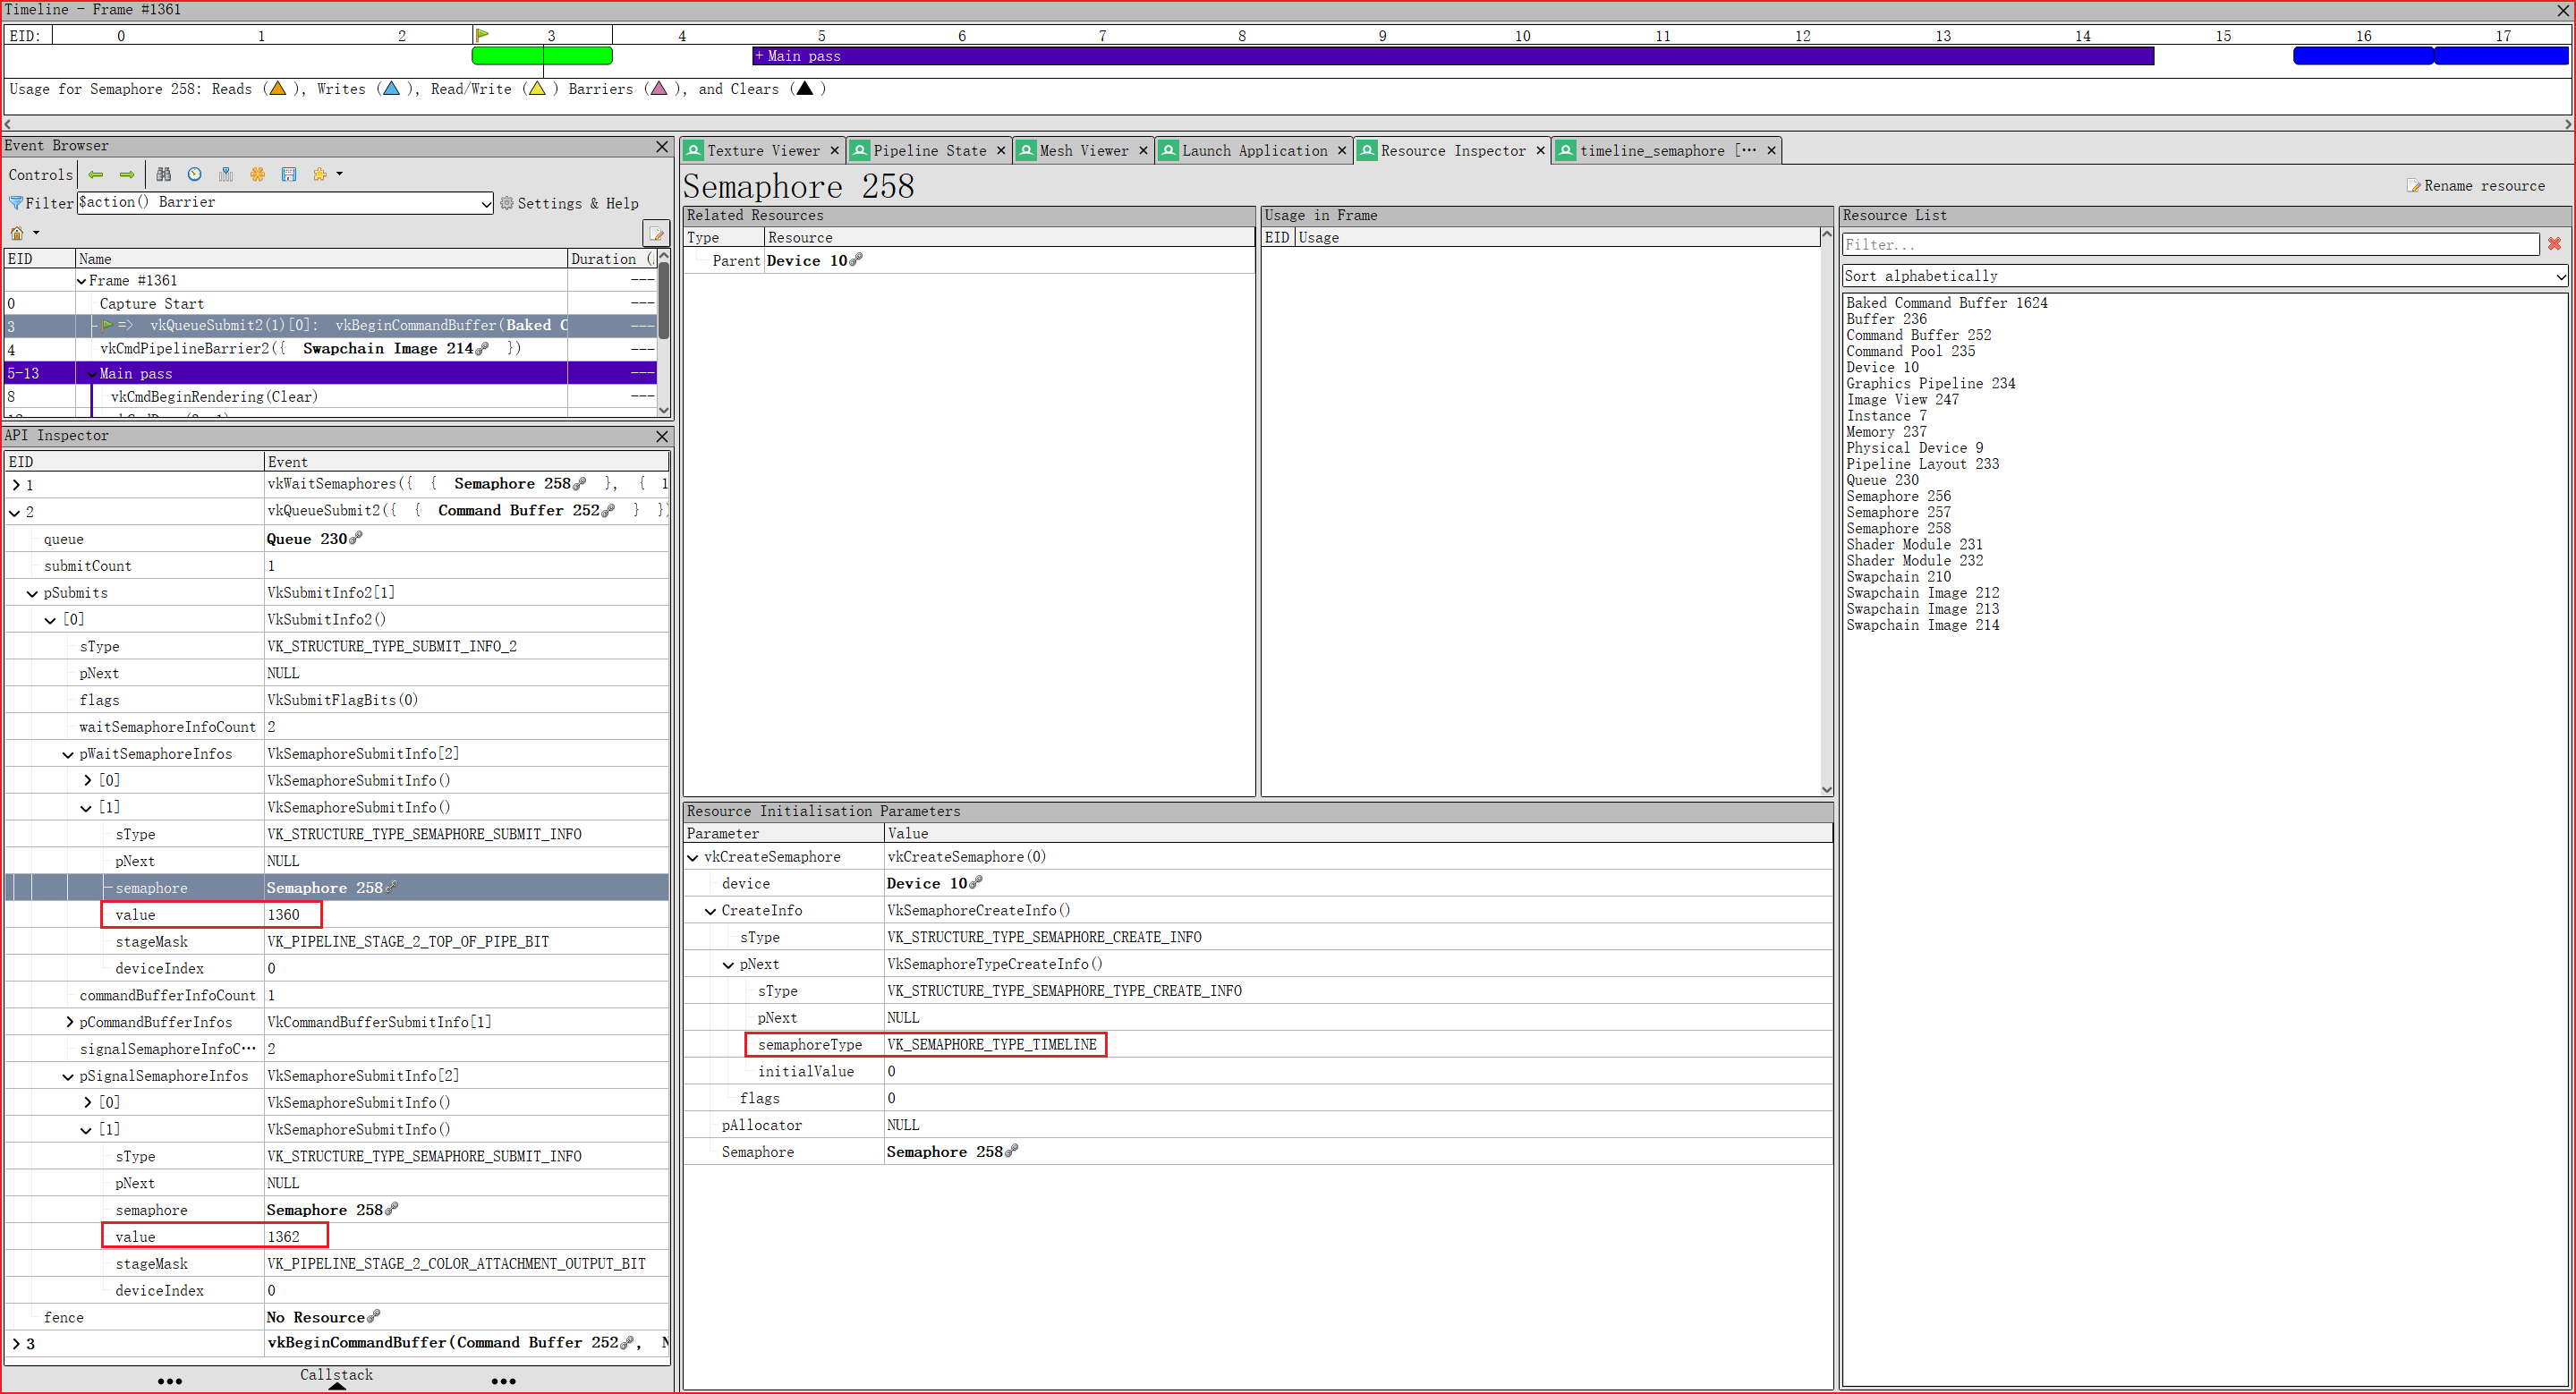 Timeline - Frame #1361
EID: 0 1 2 3 4 5 6 7 8 9 10 11 12 13 14 15 16 17
+ Main pass
Usage for Semaphore 258: Reads ( ), Writes ( ), Read/Write ( ) Barriers ( ), and Clears ( )
Event Browser
Controls
Filter $action() Barrier Settings & Help
EID Name Duration (
Frame #1361 ---
0 Capture Start ---
3 => vkQueueSubmit2(1)[0]: vkBeginCommandBuffer(Baked C ---
4 vkCmdPipelineBarrier2({ Swapchain Image 214 }) ---
5-13 Main pass ---
8 vkCmdBeginRendering(Clear) ---
API Inspector
EID Event
1 vkWaitSemaphores({ { Semaphore 258 }, { 1
2 vkQueueSubmit2({ { Command Buffer 252 } })
queue Queue 230
submitCount 1
pSubmits VkSubmitInfo2[1]
[0] VkSubmitInfo2()
sType VK_STRUCTURE_TYPE_SUBMIT_INFO_2
pNext NULL
flags VkSubmitFlagBits(0)
waitSemaphoreInfoCount 2
pWaitSemaphoreInfos VkSemaphoreSubmitInfo[2]
[0] VkSemaphoreSubmitInfo()
[1] VkSemaphoreSubmitInfo()
sType VK_STRUCTURE_TYPE_SEMAPHORE_SUBMIT_INFO
pNext NULL
semaphore Semaphore 258
value 1360
stageMask VK_PIPELINE_STAGE_2_TOP_OF_PIPE_BIT
deviceIndex 0
commandBufferInfoCount 1
pCommandBufferInfos VkCommandBufferSubmitInfo[1]
signalSemaphoreInfoC··· 2
pSignalSemaphoreInfos VkSemaphoreSubmitInfo[2]
[0] VkSemaphoreSubmitInfo()
[1] VkSemaphoreSubmitInfo()
sType VK_STRUCTURE_TYPE_SEMAPHORE_SUBMIT_INFO
pNext NULL
semaphore Semaphore 258
value 1362
stageMask VK_PIPELINE_STAGE_2_COLOR_ATTACHMENT_OUTPUT_BIT
deviceIndex 0
fence No Resource
3 vkBeginCommandBuffer(Command Buffer 252, N
Callstack
Texture Viewer Pipeline State Mesh Viewer Launch Application Resource Inspector timeline_semaphore [···
Semaphore 258
Rename resource
Related Resources
Type Resource
Parent Device 10
Usage in Frame
EID Usage
Resource Initialisation Parameters
Parameter Value
vkCreateSemaphore vkCreateSemaphore(0)
device Device 10
CreateInfo VkSemaphoreCreateInfo()
sType VK_STRUCTURE_TYPE_SEMAPHORE_CREATE_INFO
pNext VkSemaphoreTypeCreateInfo()
sType VK_STRUCTURE_TYPE_SEMAPHORE_TYPE_CREATE_INFO
pNext NULL
semaphoreType VK_SEMAPHORE_TYPE_TIMELINE
initialValue 0
flags 0
pAllocator NULL
Semaphore Semaphore 258
Resource List
Filter...
Sort alphabetically
Baked Command Buffer 1624
Buffer 236
Command Buffer 252
Command Pool 235
Device 10
Graphics Pipeline 234
Image View 247
Instance 7
Memory 237
Physical Device 9
Pipeline Layout 233
Queue 230
Semaphore 256
Semaphore 257
Semaphore 258
Shader Module 231
Shader Module 232
Swapchain 210
Swapchain Image 212
Swapchain Image 213
Swapchain Image 214